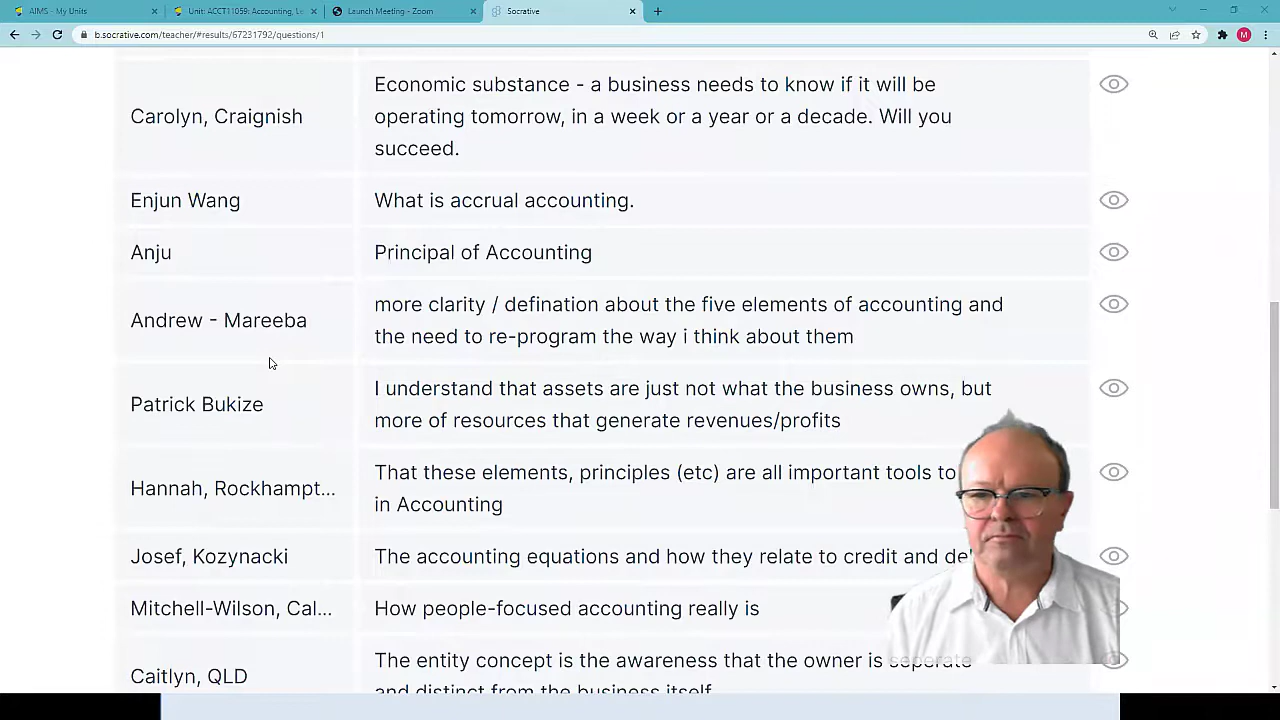 AIMS - My Units
Unit: ACCT11059: Accounting, Le
Launch Meeting - Zoom
Socrative
b.socrative.com/teacher/#results/67231792/questions/1
M
Carolyn, Craignish
Economic substance - a business needs to know if it will be
operating tomorrow, in a week or a year or a decade. Will you
succeed.
Enjun Wang
What is accrual accounting.
Anju
Principal of Accounting
Andrew - Mareeba
more clarity / defination about the five elements of accounting and
the need to re-program the way i think about them
Patrick Bukize
I understand that assets are just not what the business owns, but
more of resources that generate revenues/profits
Hannah, Rockhampt...
That these elements, principles (etc) are all important tools to
in Accounting
Josef, Kozynacki
The accounting equations and how they relate to credit and
Mitchell-Wilson, Cal...
How people-focused accounting really is
Caitlyn, QLD
The entity concept is the awareness that the owner is seperate
and distinct from the business itself